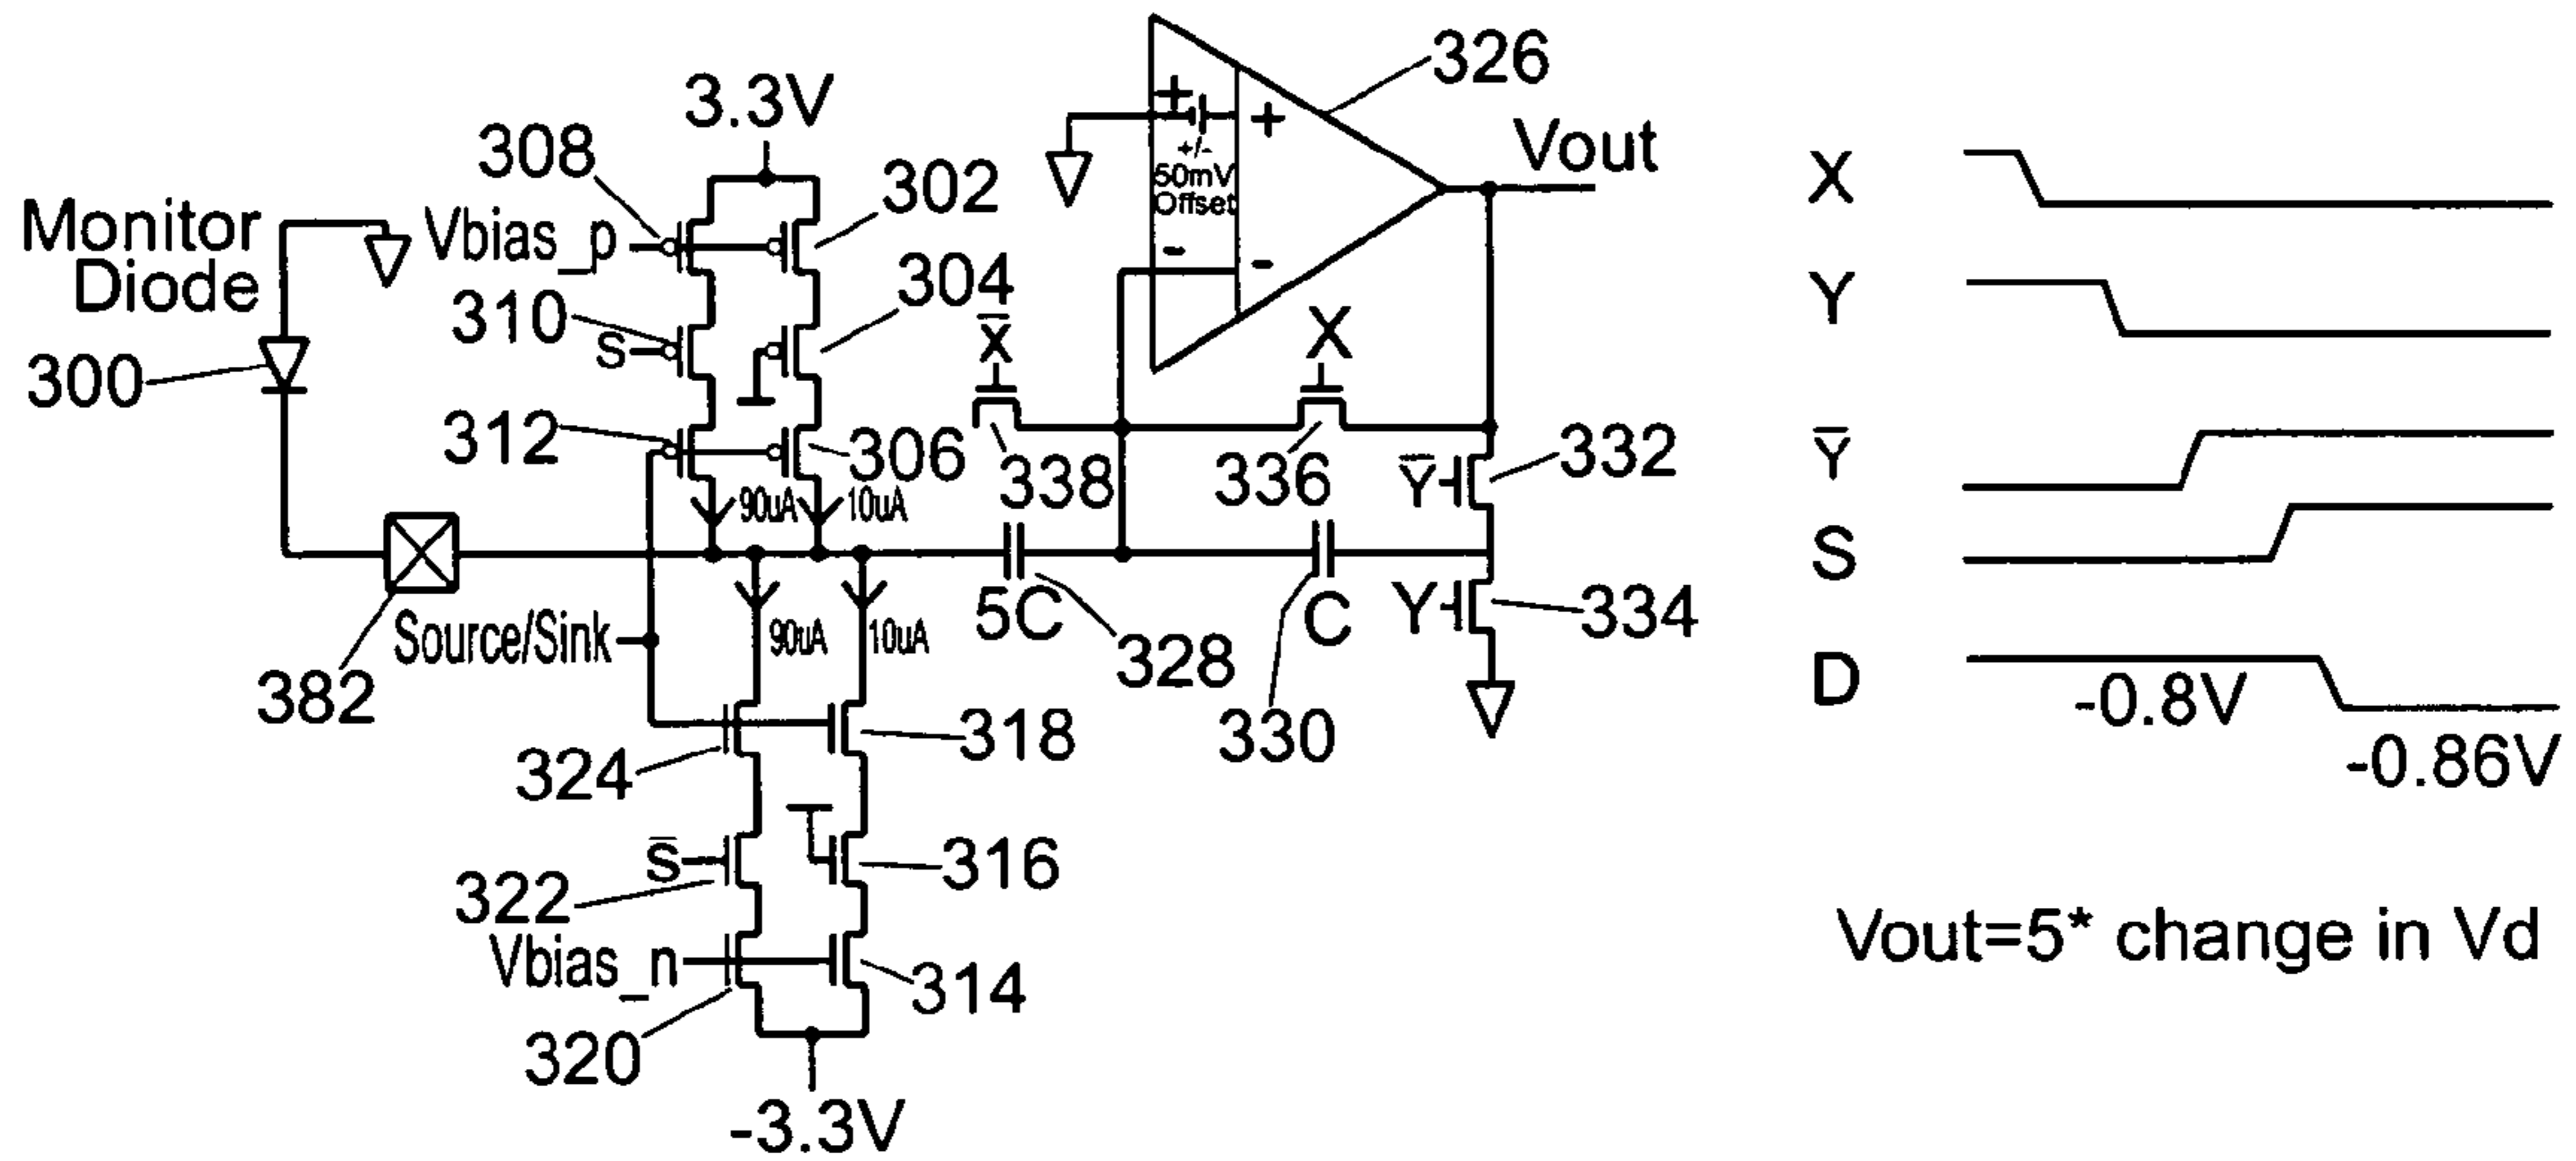 326
3.3V
308
302
Vout
X
Monitor
Diode
Vbias_p
+
+
+/-
50mV
Offset
-
-
304
310
S
300
Y
X̅
X
312
306
338
336
Y̅
332
Y̅
90uA
10uA
S
382
Source/Sink
90uA
10uA
5C
328
C
330
Y
334
D
-0.8V
-0.86V
324
318
S̅
322
316
Vbias_n
320
314
-3.3V
Vout=5* change in Vd